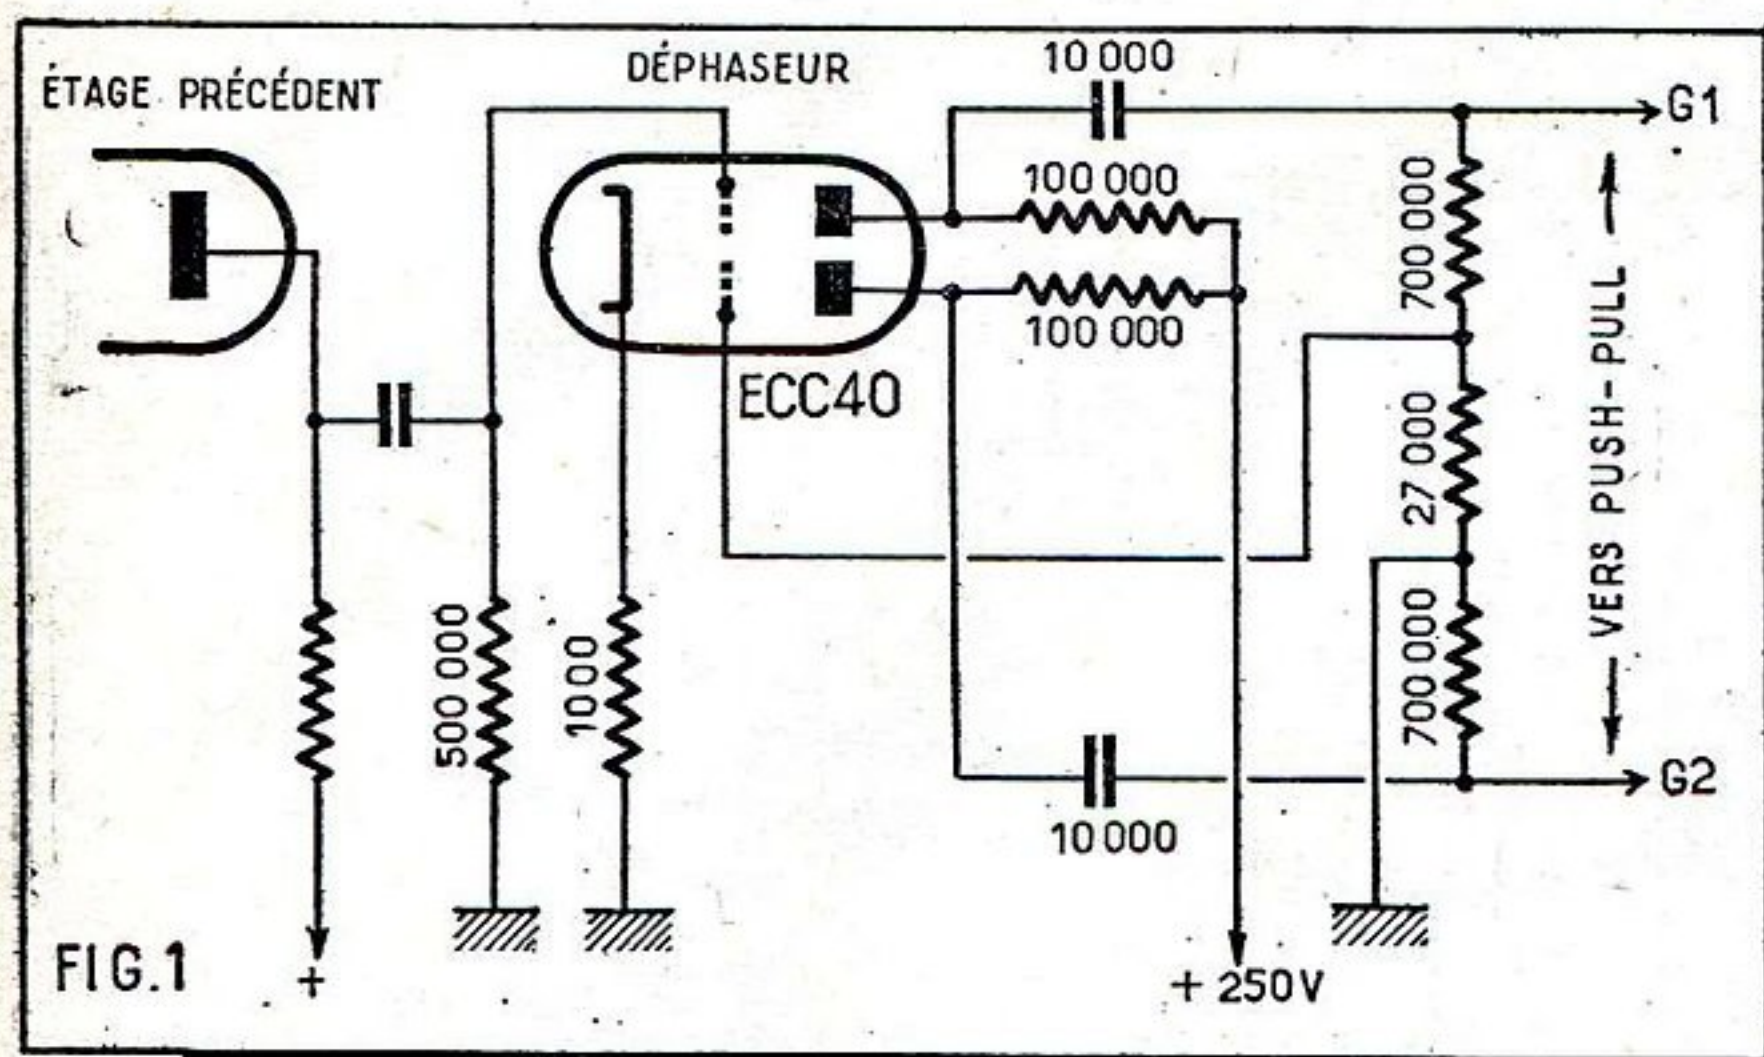 ÉTAGE PRÉCÉDENT
DÉPHASEUR
10 000
G1
100 000
100 000
700 000
ECC40
27 000
VERS PUSH-PULL
500 000
1000
700 000
10 000
G2
FIG.1
+
+ 250V